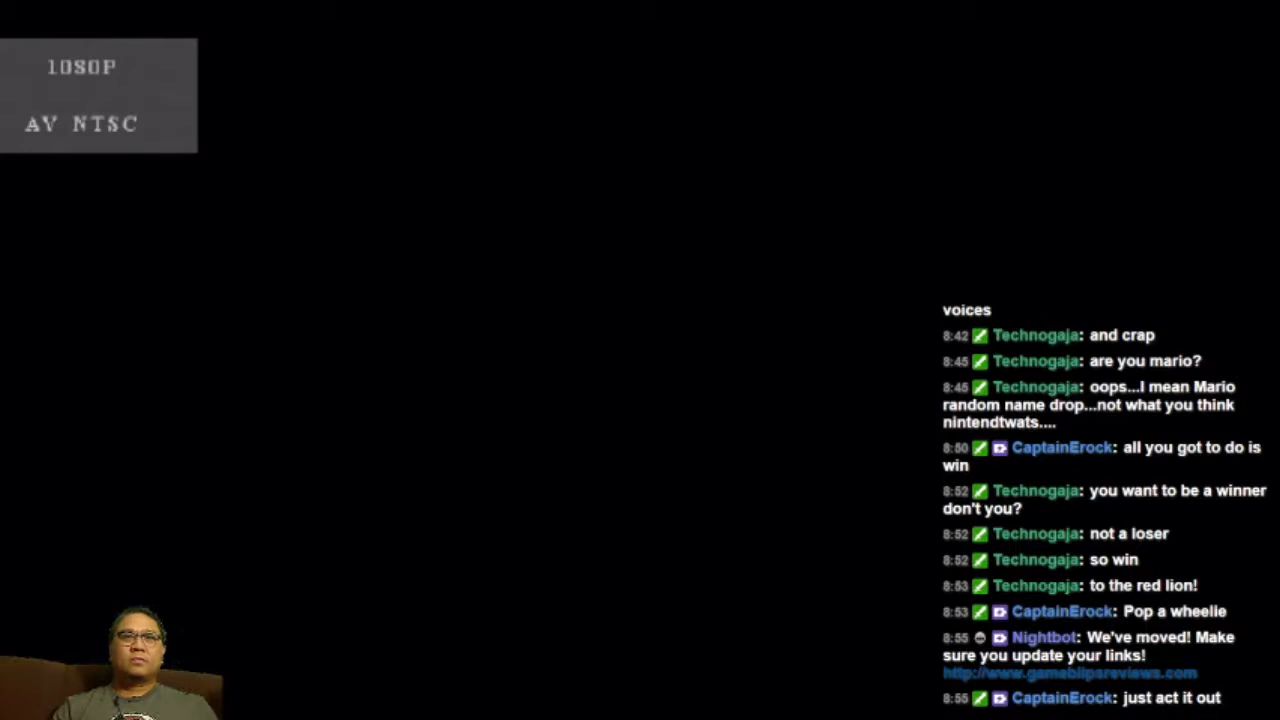 1080P
AV NTSC
voices
8:42 Technogaja: and crap
8:45 Technogaja: are you mario?
8:45 Technogaja: oops...I mean Mario
random name drop...not what you think
nintendtwats....
8:50 CaptainErock: all you got to do is
win
8:52 Technogaja: you want to be a winner
don't you?
8:52 Technogaja: not a loser
8:52 Technogaja: so win
8:53 Technogaja: to the red lion!
8:53 CaptainErock: Pop a wheelie
8:55 Nightbot: We've moved! Make
sure you update your links!
http://www.gameblipsreviews.com
8:55 CaptainErock: just act it out